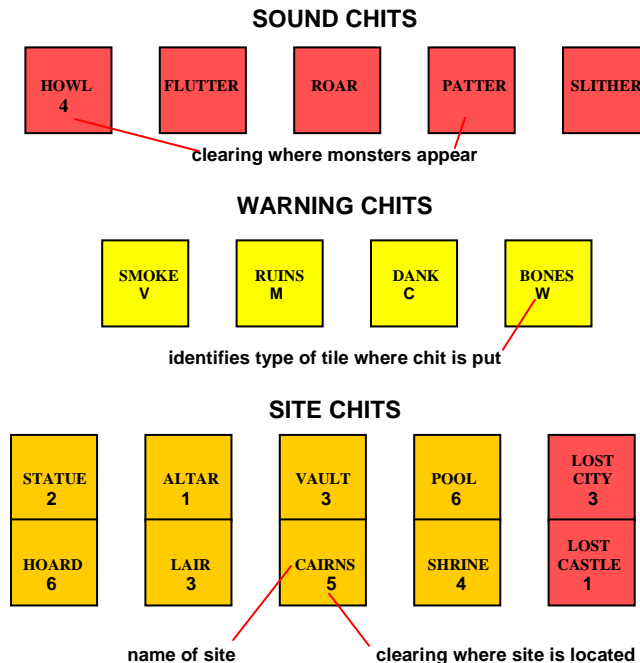 SOUND CHITS
HOWL FLUTTER ROAR PATTER SLITHER
4
clearing where monsters appear
WARNING CHITS
SMOKE RUINS DANK BONES
V M C W
identifies type of tile where chit is put
SITE CHITS
STATUE ALTAR VAULT POOL LOST CITY
2 1 3 6 3
HOARD LAIR CAIRNS SHRINE LOST CASTLE
6 3 5 4 1
name of site clearing where site is located